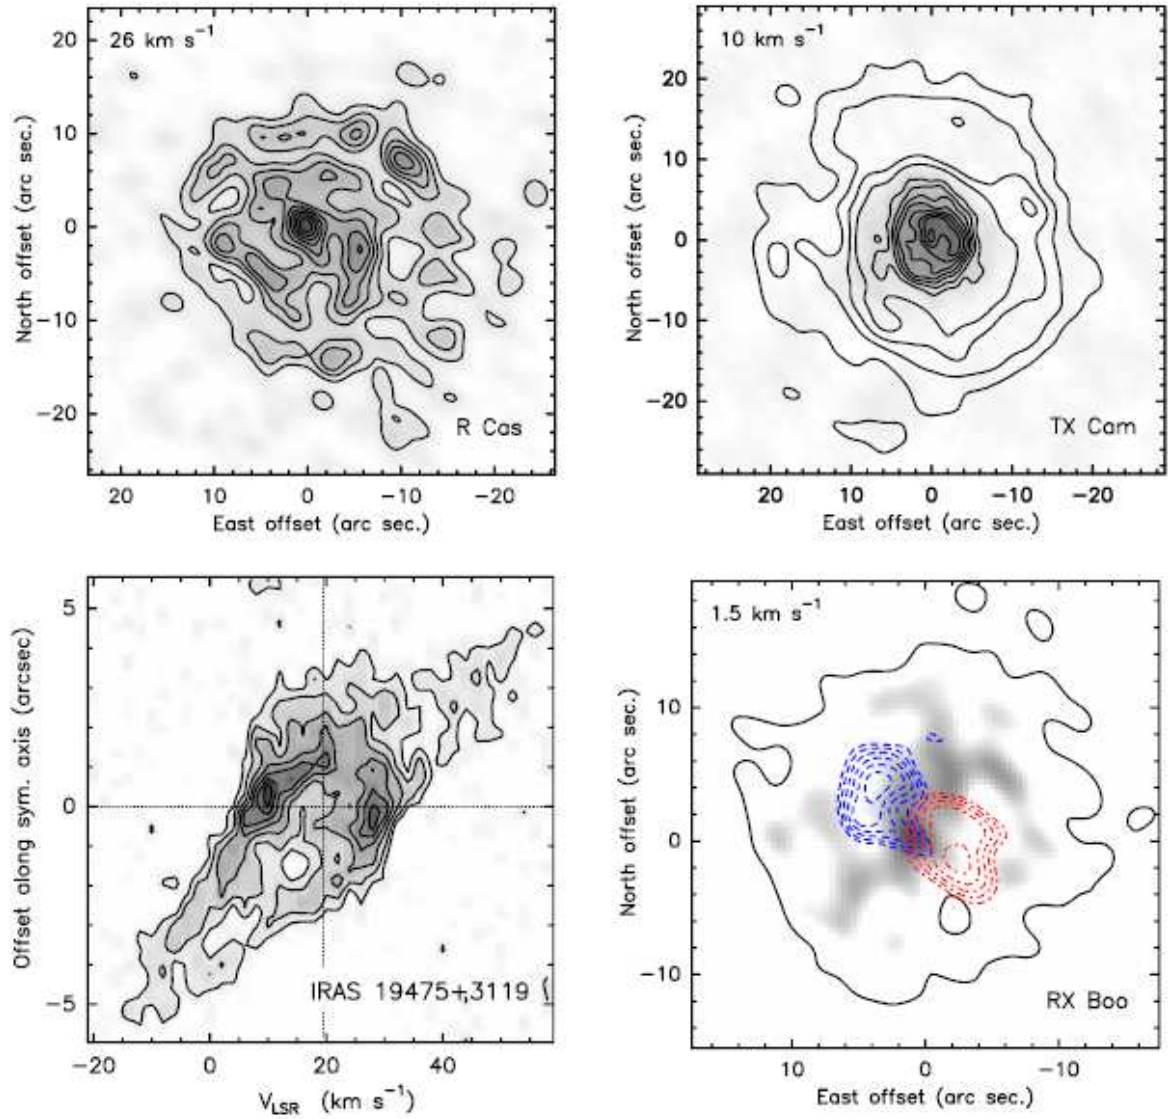 26 km s⁻¹
20
10
0
−10
−20
North offset (arc sec.)
R Cas
20 10 0 −10 −20
East offset (arc sec.)
10 km s⁻¹
20
10
0
−10
−20
North offset (arc sec.)
TX Cam
20 10 0 −10 −20
East offset (arc sec.)
5
0
−5
Offset along sym. axis (arcsec)
IRAS 19475+3119
−20 0 20 40
V_LSR (km s⁻¹)
1.5 km s⁻¹
10
0
−10
North offset (arc sec.)
RX Boo
10 0 −10
East offset (arc sec.)